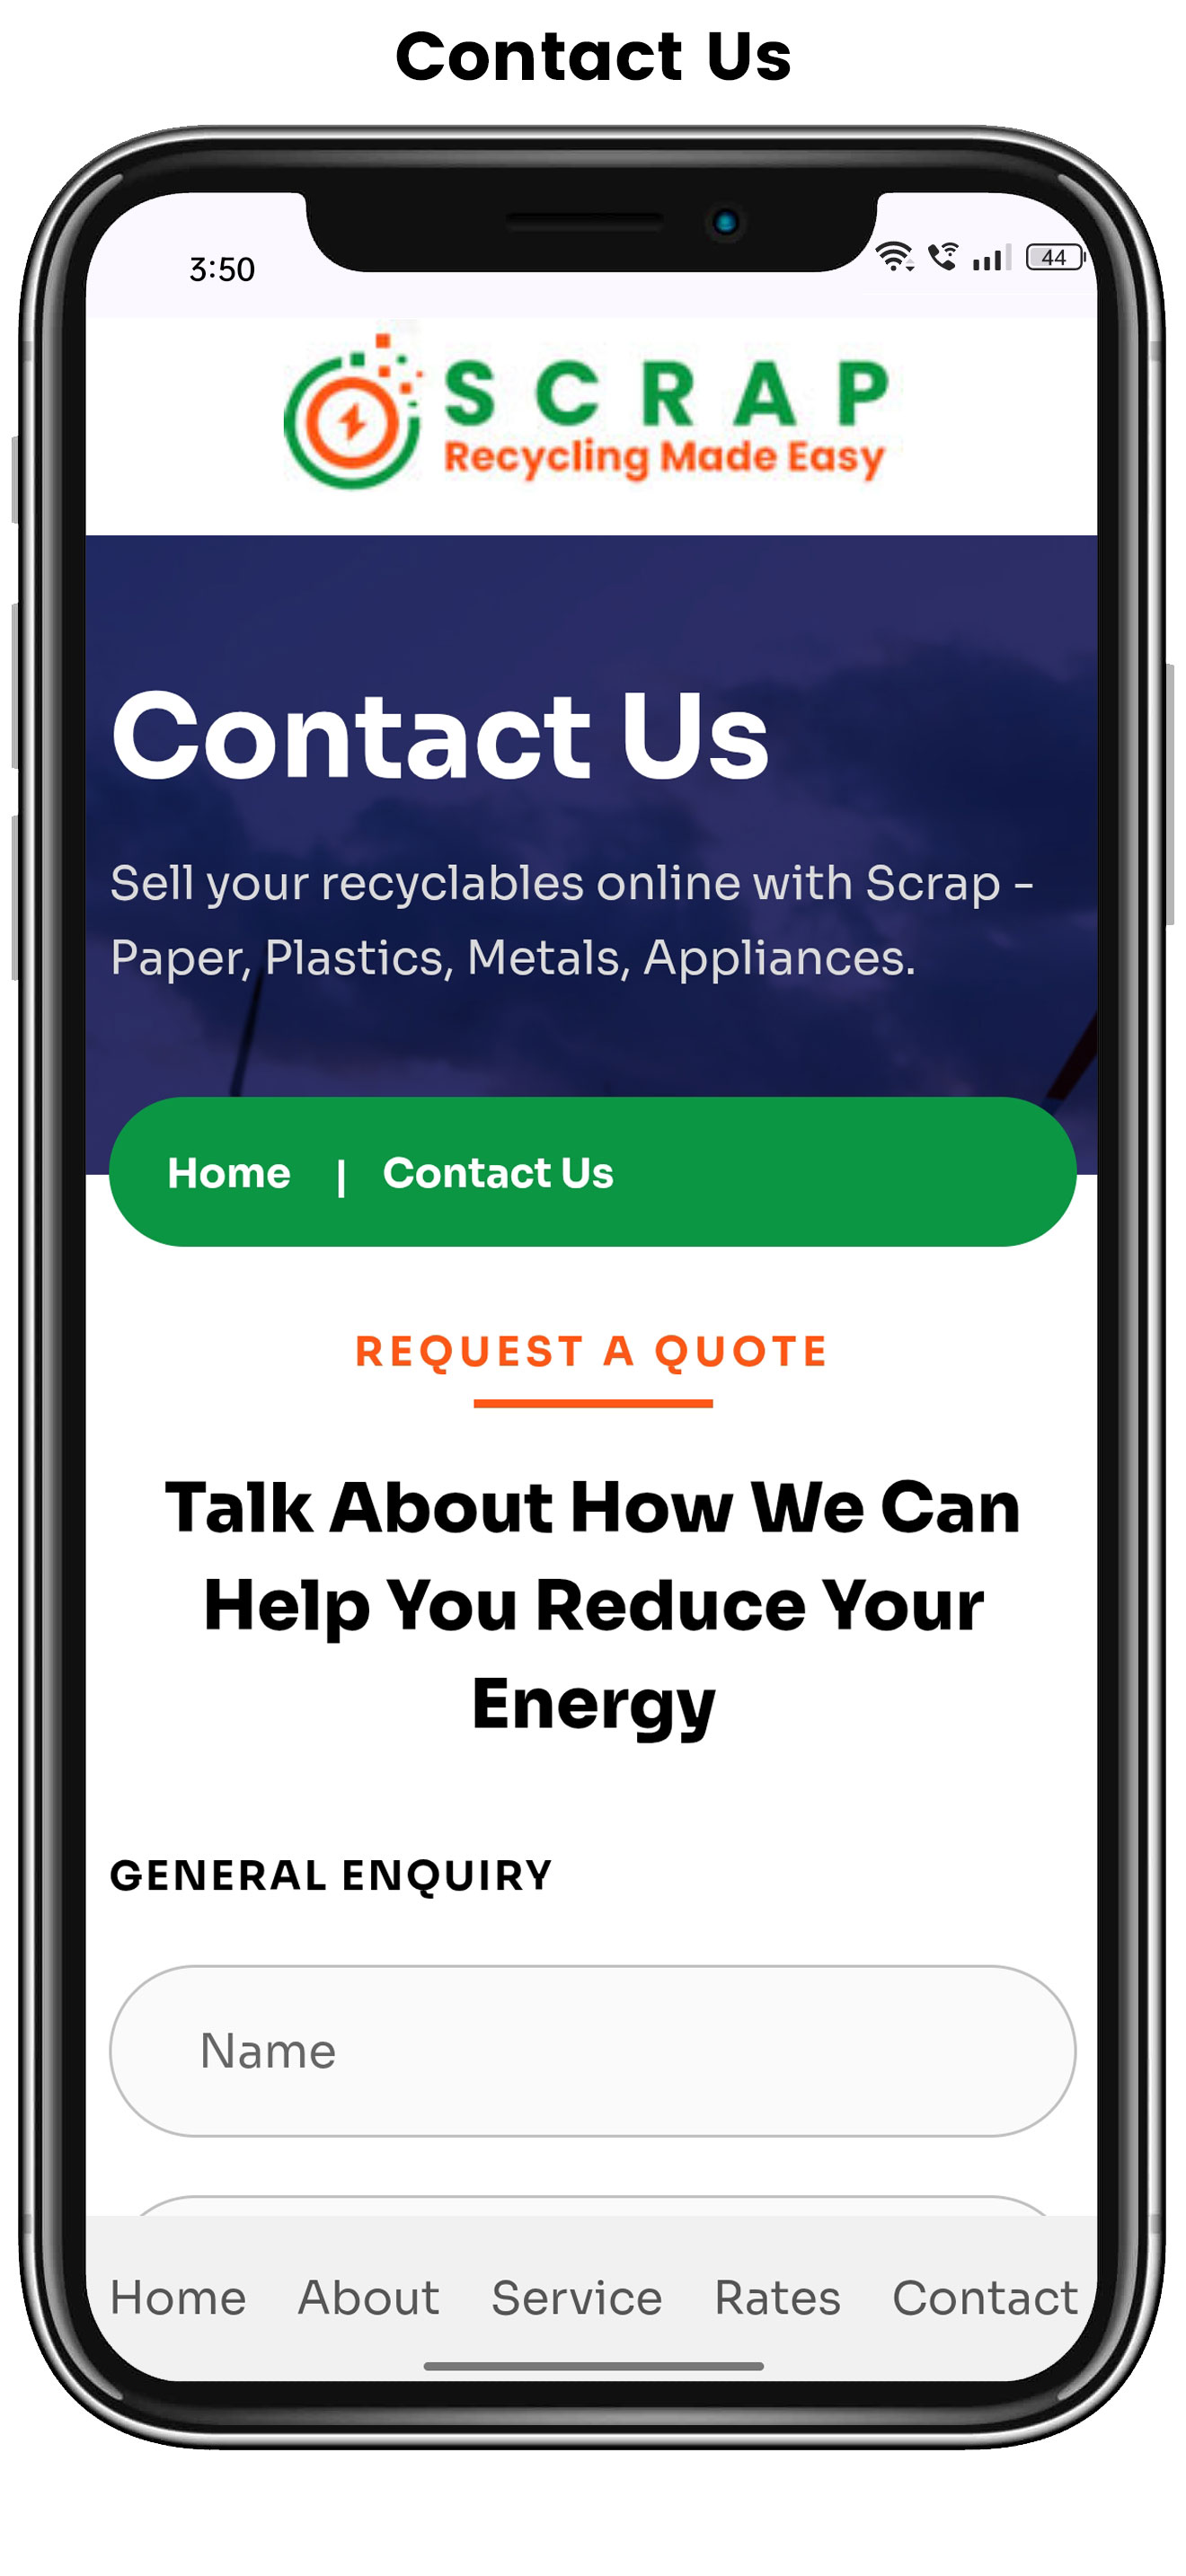 Contact Us
3:50
44
SCRAP
Recycling Made Easy
Contact Us
Sell your recyclables online with Scrap -
Paper, Plastics, Metals, Appliances.
Home | Contact Us
REQUEST A QUOTE
Talk About How We Can
Help You Reduce Your
Energy
GENERAL ENQUIRY
Name
Home About Service Rates Contact